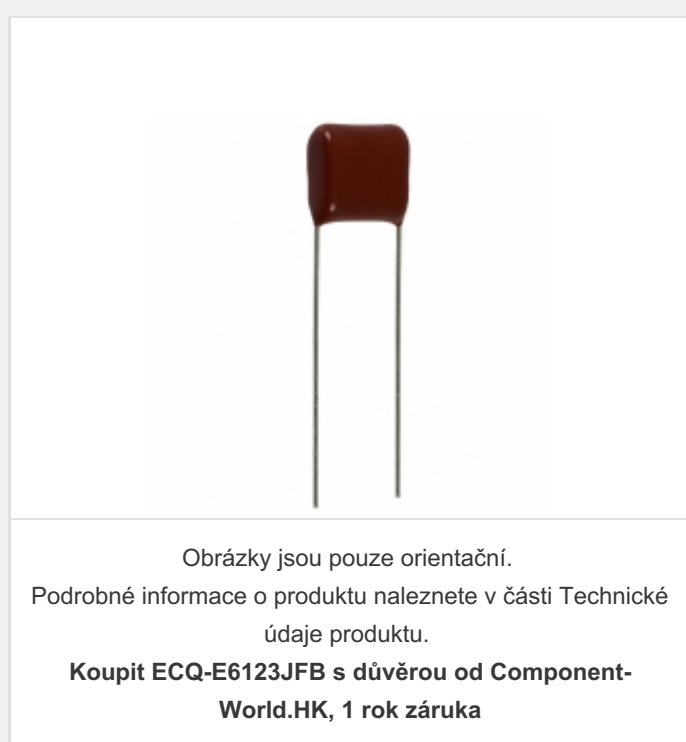 Obrázky jsou pouze orientační.
Podrobné informace o produktu naleznete v části Technické
údaje produktu.
Koupit ECQ-E6123JFB s důvěrou od Component-
World.HK, 1 rok záruka